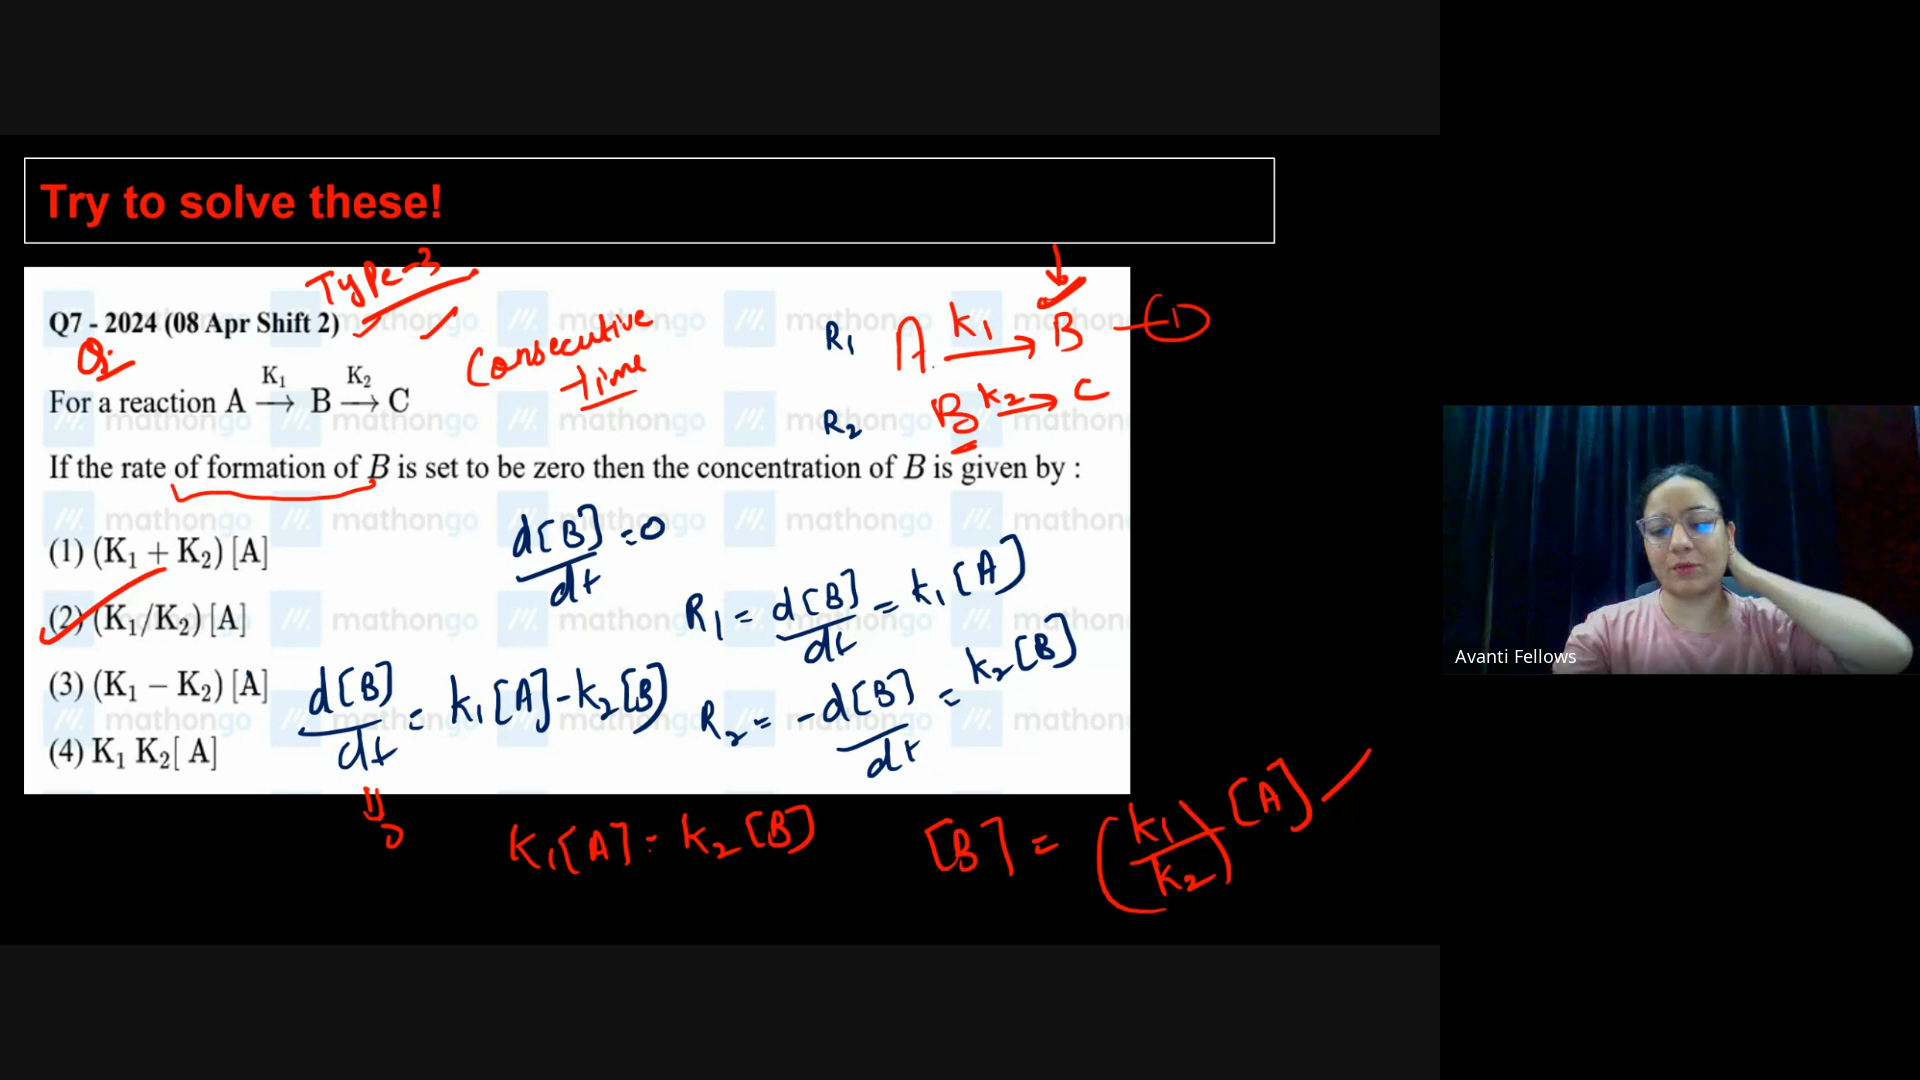 Try to solve these!
Type-3
Q7 - 2024 (08 Apr Shift 2)
Q.
Consecutive
time
R₁ A k₁→ B — ①
For a reaction A K₁→ B K₂→ C
R₂ B k₂→ C
If the rate of formation of B is set to be zero then the concentration of B is given by :
d[B]/dt = 0
(1) (K₁ + K₂) [A]
R₁ = d[B]/dt = k₁[A]
(2) (K₁/K₂) [A]
(3) (K₁ − K₂) [A]
d[B]/dt = k₁[A]-k₂[B]
R₂ = -d[B]/dt = k₂[B]
(4) K₁ K₂[ A]
0
k₁[A] = k₂[B]
[B] = (k₁/k₂) [A]
mathongo
Avanti Fellows